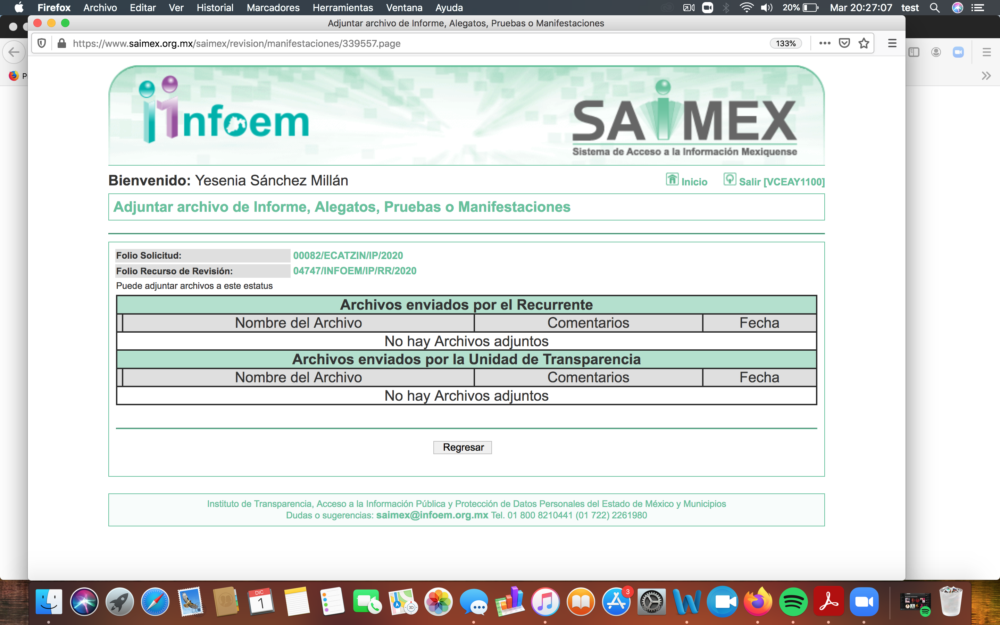 Firefox Archivo Editar Ver Historial Marcadores Herramientas Ventana Ayuda 20% Mar 20:27:07 test
Adjuntar archivo de Informe, Alegatos, Pruebas o Manifestaciones
https://www.saimex.org.mx/saimex/revision/manifestaciones/339557.page 133%
P
infoem
SAIMEX
Sistema de Acceso a la Información Mexiquense
Bienvenido: Yesenia Sánchez Millán Inicio Salir [VCEAY1100]
Adjuntar archivo de Informe, Alegatos, Pruebas o Manifestaciones
Folio Solicitud: 00082/ECATZIN/IP/2020
Folio Recurso de Revisión: 04747/INFOEM/IP/RR/2020
Puede adjuntar archivos a este estatus
Archivos enviados por el Recurrente
Nombre del Archivo Comentarios Fecha
No hay Archivos adjuntos
Archivos enviados por la Unidad de Transparencia
Nombre del Archivo Comentarios Fecha
No hay Archivos adjuntos
Regresar
Instituto de Transparencia, Acceso a la Información Pública y Protección de Datos Personales del Estado de México y Municipios
Dudas o sugerencias: saimex@infoem.org.mx Tel. 01 800 8210441 (01 722) 2261980
DIC
1
3D
3